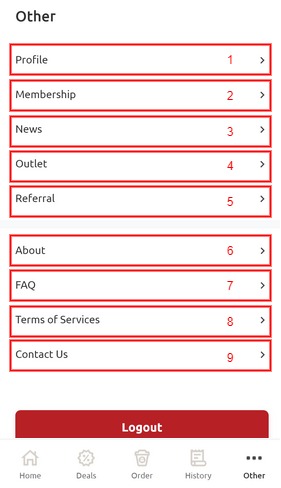 Other
Profile 1
Membership 2
News 3
Outlet 4
Referral 5
About 6
FAQ 7
Terms of Services 8
Contact Us 9
Logout
Home Deals Order History Other